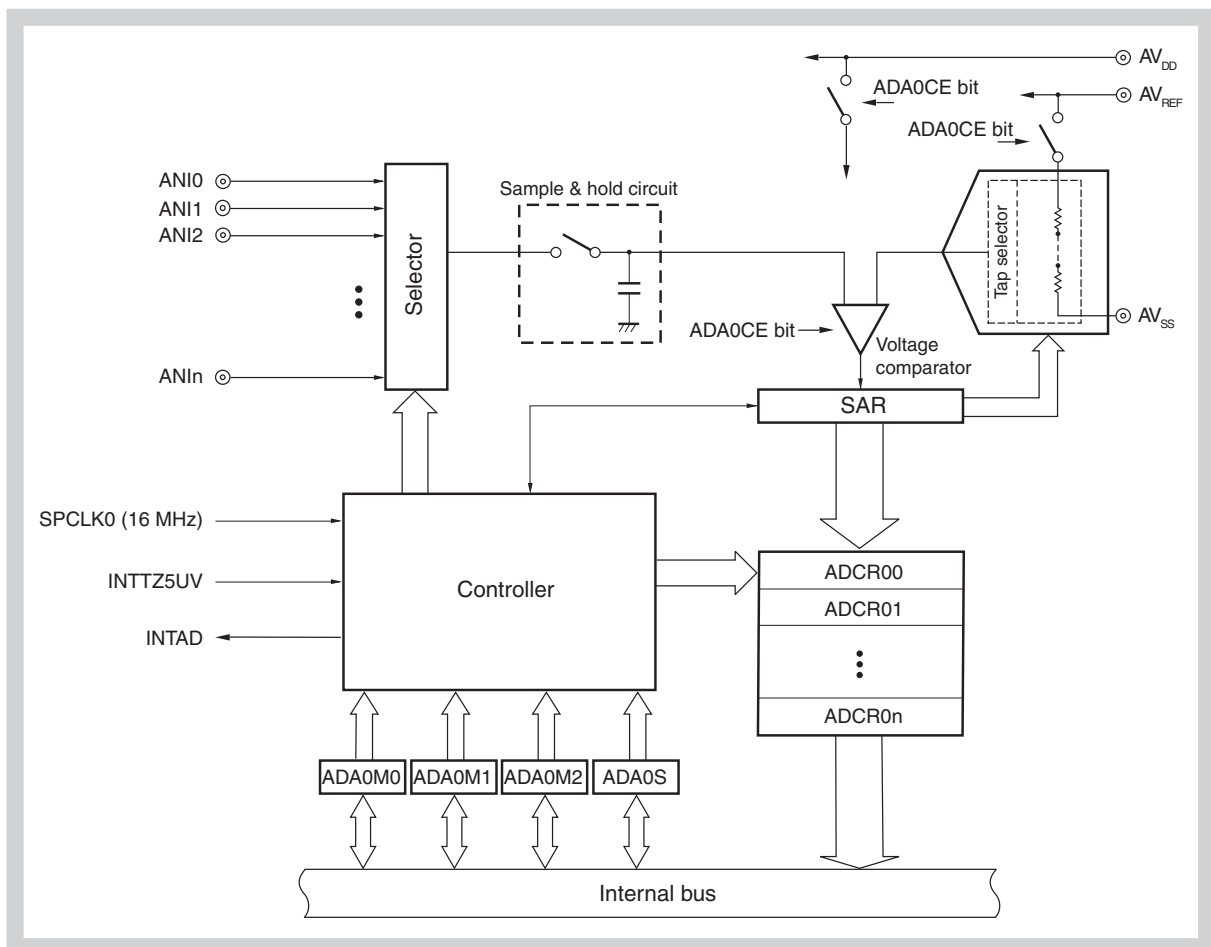 AVDD
ADA0CE bit
AVREF
ADA0CE bit
ANI0
ANI1
ANI2
ANIn
Selector
Sample & hold circuit
Tap selector
AVSS
ADA0CE bit
Voltage
comparator
SAR
SPCLK0 (16 MHz)
INTTZ5UV
INTAD
Controller
ADCR00
ADCR01
ADCR0n
ADA0M0
ADA0M1
ADA0M2
ADA0S
Internal bus